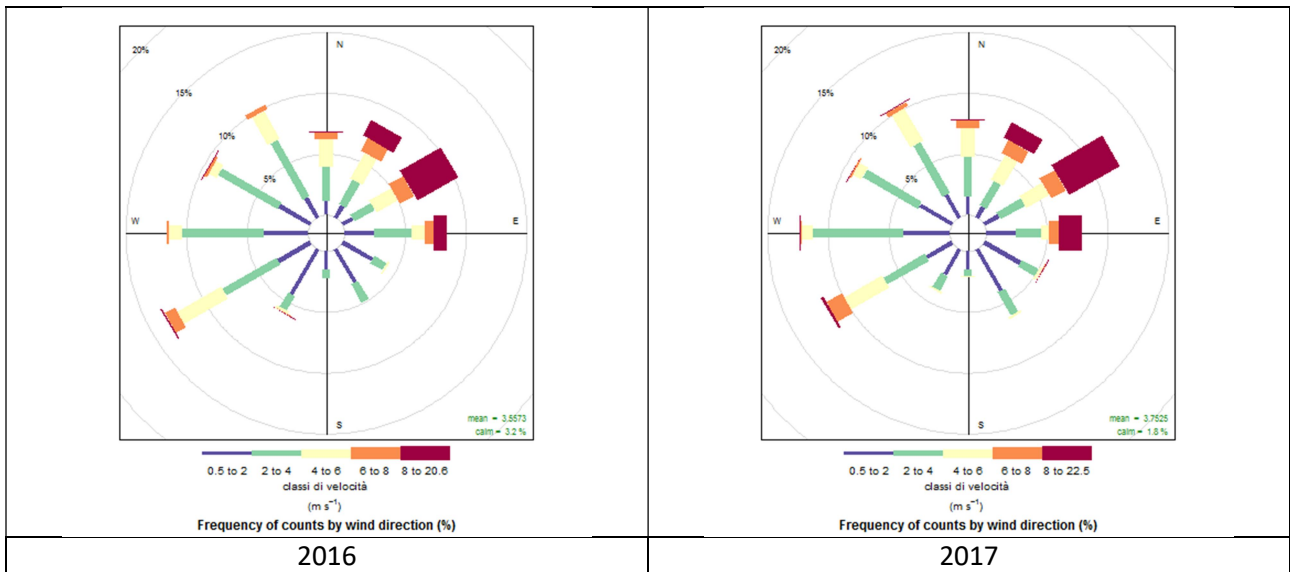 N
20%
15%
10%
5%
W
E
S
mean = 3.5573
calm = 3.2 %
0.5 to 2 2 to 4 4 to 6 6 to 8 8 to 20.6
classi di velocità
(m s⁻¹)
Frequency of counts by wind direction (%)
2016
N
20%
15%
10%
5%
W
E
S
mean = 3.7525
calm = 1.8 %
0.5 to 2 2 to 4 4 to 6 6 to 8 8 to 22.5
classi di velocità
(m s⁻¹)
Frequency of counts by wind direction (%)
2017